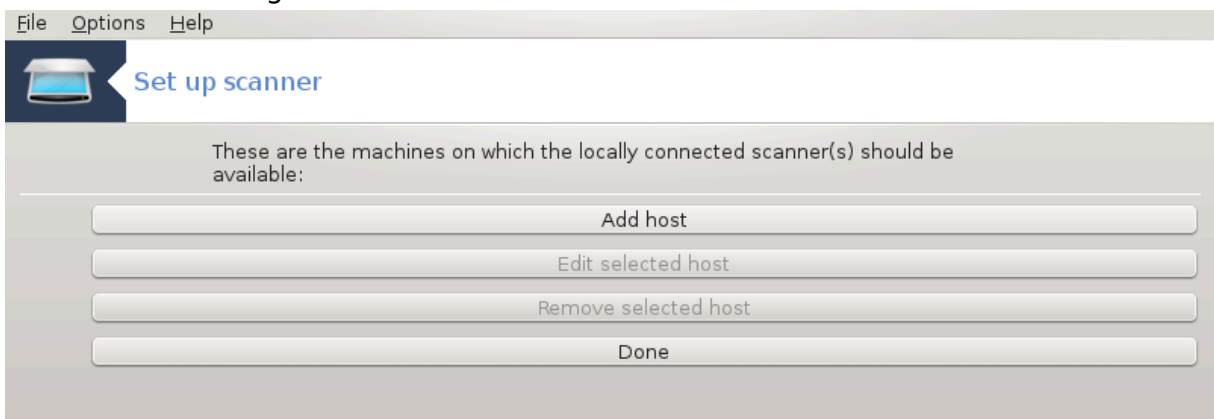 File Options Help
Set up scanner
These are the machines on which the locally connected scanner(s) should be
available:
Add host
Edit selected host
Remove selected host
Done